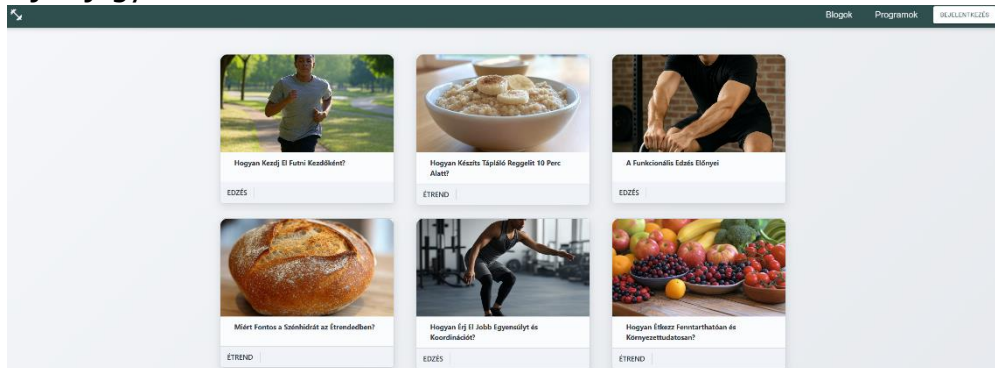 Blogok Programok BEJELENTKEZÉS
Hogyan Kezdj El Futni Kezdőként?
EDZÉS
Hogyan Készíts Tápláló Reggelit 10 Perc
Alatt?
ÉTREND
A Funkcionális Edzés Előnyei
EDZÉS
Miért Fontos a Szénhidrát az Étrendedben?
ÉTREND
Hogyan Érj El Jobb Egyensúlyt és
Koordinációt?
EDZÉS
Hogyan Étkezz Fenntarthatóan és
Környezettudatosan?
ÉTREND